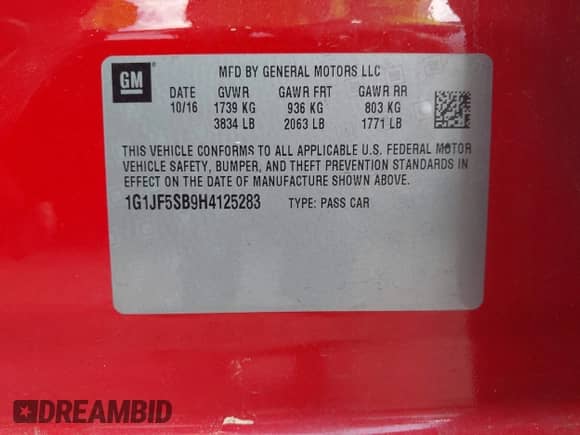 GM ® MFD BY GENERAL MOTORS LLC
DATE GVWR GAWR FRT GAWR RR
10/16 1739 KG 936 KG 803 KG
3834 LB 2063 LB 1771 LB
THIS VEHICLE CONFORMS TO ALL APPLICABLE U.S. FEDERAL MOTOR
VEHICLE SAFETY, BUMPER, AND THEFT PREVENTION STANDARDS IN
EFFECT ON THE DATE OF MANUFACTURE SHOWN ABOVE.
1G1JF5SB9H4125283 TYPE: PASS CAR
DREAMBID